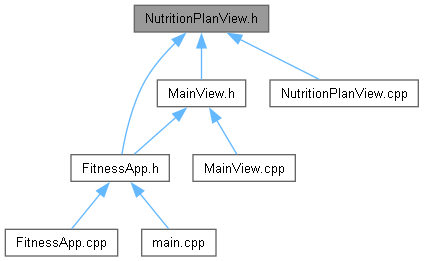 NutritionPlanView.h
MainView.h
NutritionPlanView.cpp
FitnessApp.h
MainView.cpp
FitnessApp.cpp
main.cpp